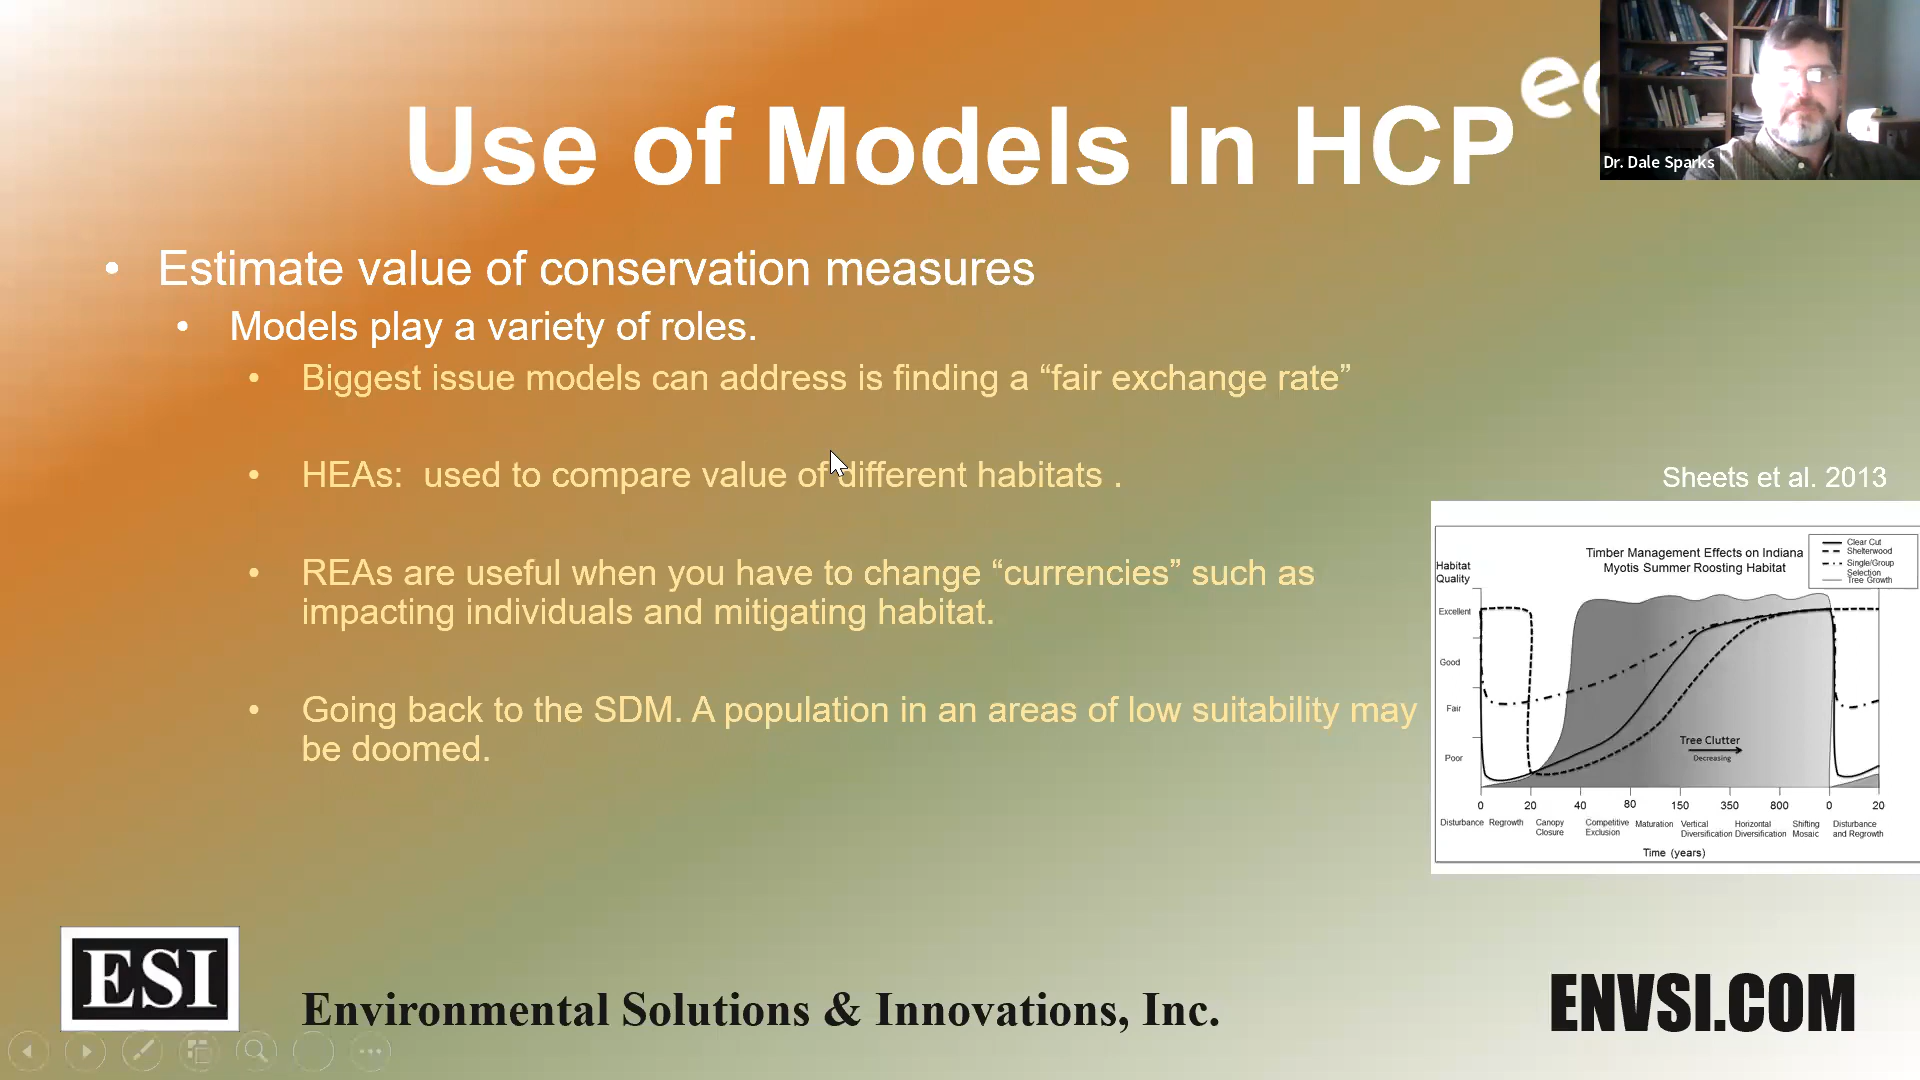 Use of Models In HCP
Dr. Dale Sparks
• Estimate value of conservation measures
• Models play a variety of roles.
• Biggest issue models can address is finding a “fair exchange rate”
• HEAs: used to compare value of different habitats .
• REAs are useful when you have to change “currencies” such as
impacting individuals and mitigating habitat.
• Going back to the SDM. A population in an areas of low suitability may
be doomed.
Sheets et al. 2013
Timber Management Effects on Indiana
Myotis Summer Roosting Habitat
Clear Cut
Shelterwood
Single/Group
Selection
Tree Growth
Habitat
Quality
Excellent
Good
Fair
Poor
Tree Clutter
Decreasing
0 20 40 80 150 350 800 0 20
Disturbance Regrowth Canopy Competitive Maturation Vertical Horizontal Shifting Disturbance
Closure Exclusion Diversification Diversification Mosaic and Regrowth
Time (years)
ESI
Environmental Solutions & Innovations, Inc.
ENVSI.COM